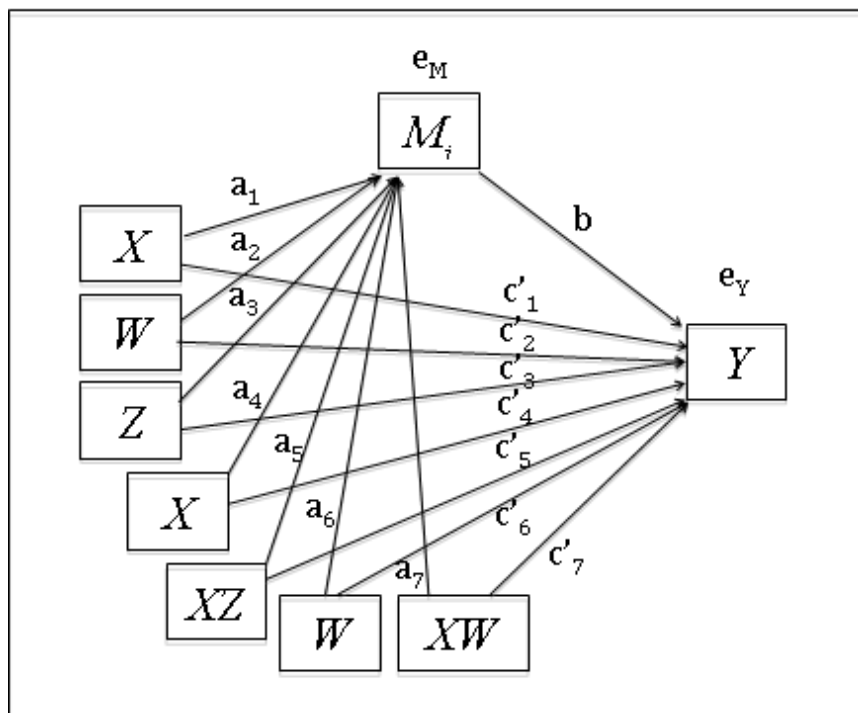 e_M
M_i
a_1
X
a_2
b
e_Y
W
a_3
c'_1
c'_2
Y
Z
c'_3
a_4
c'_4
X
a_5
c'_5
a_6
c'_6
XZ
a_7
c'_7
W
XW